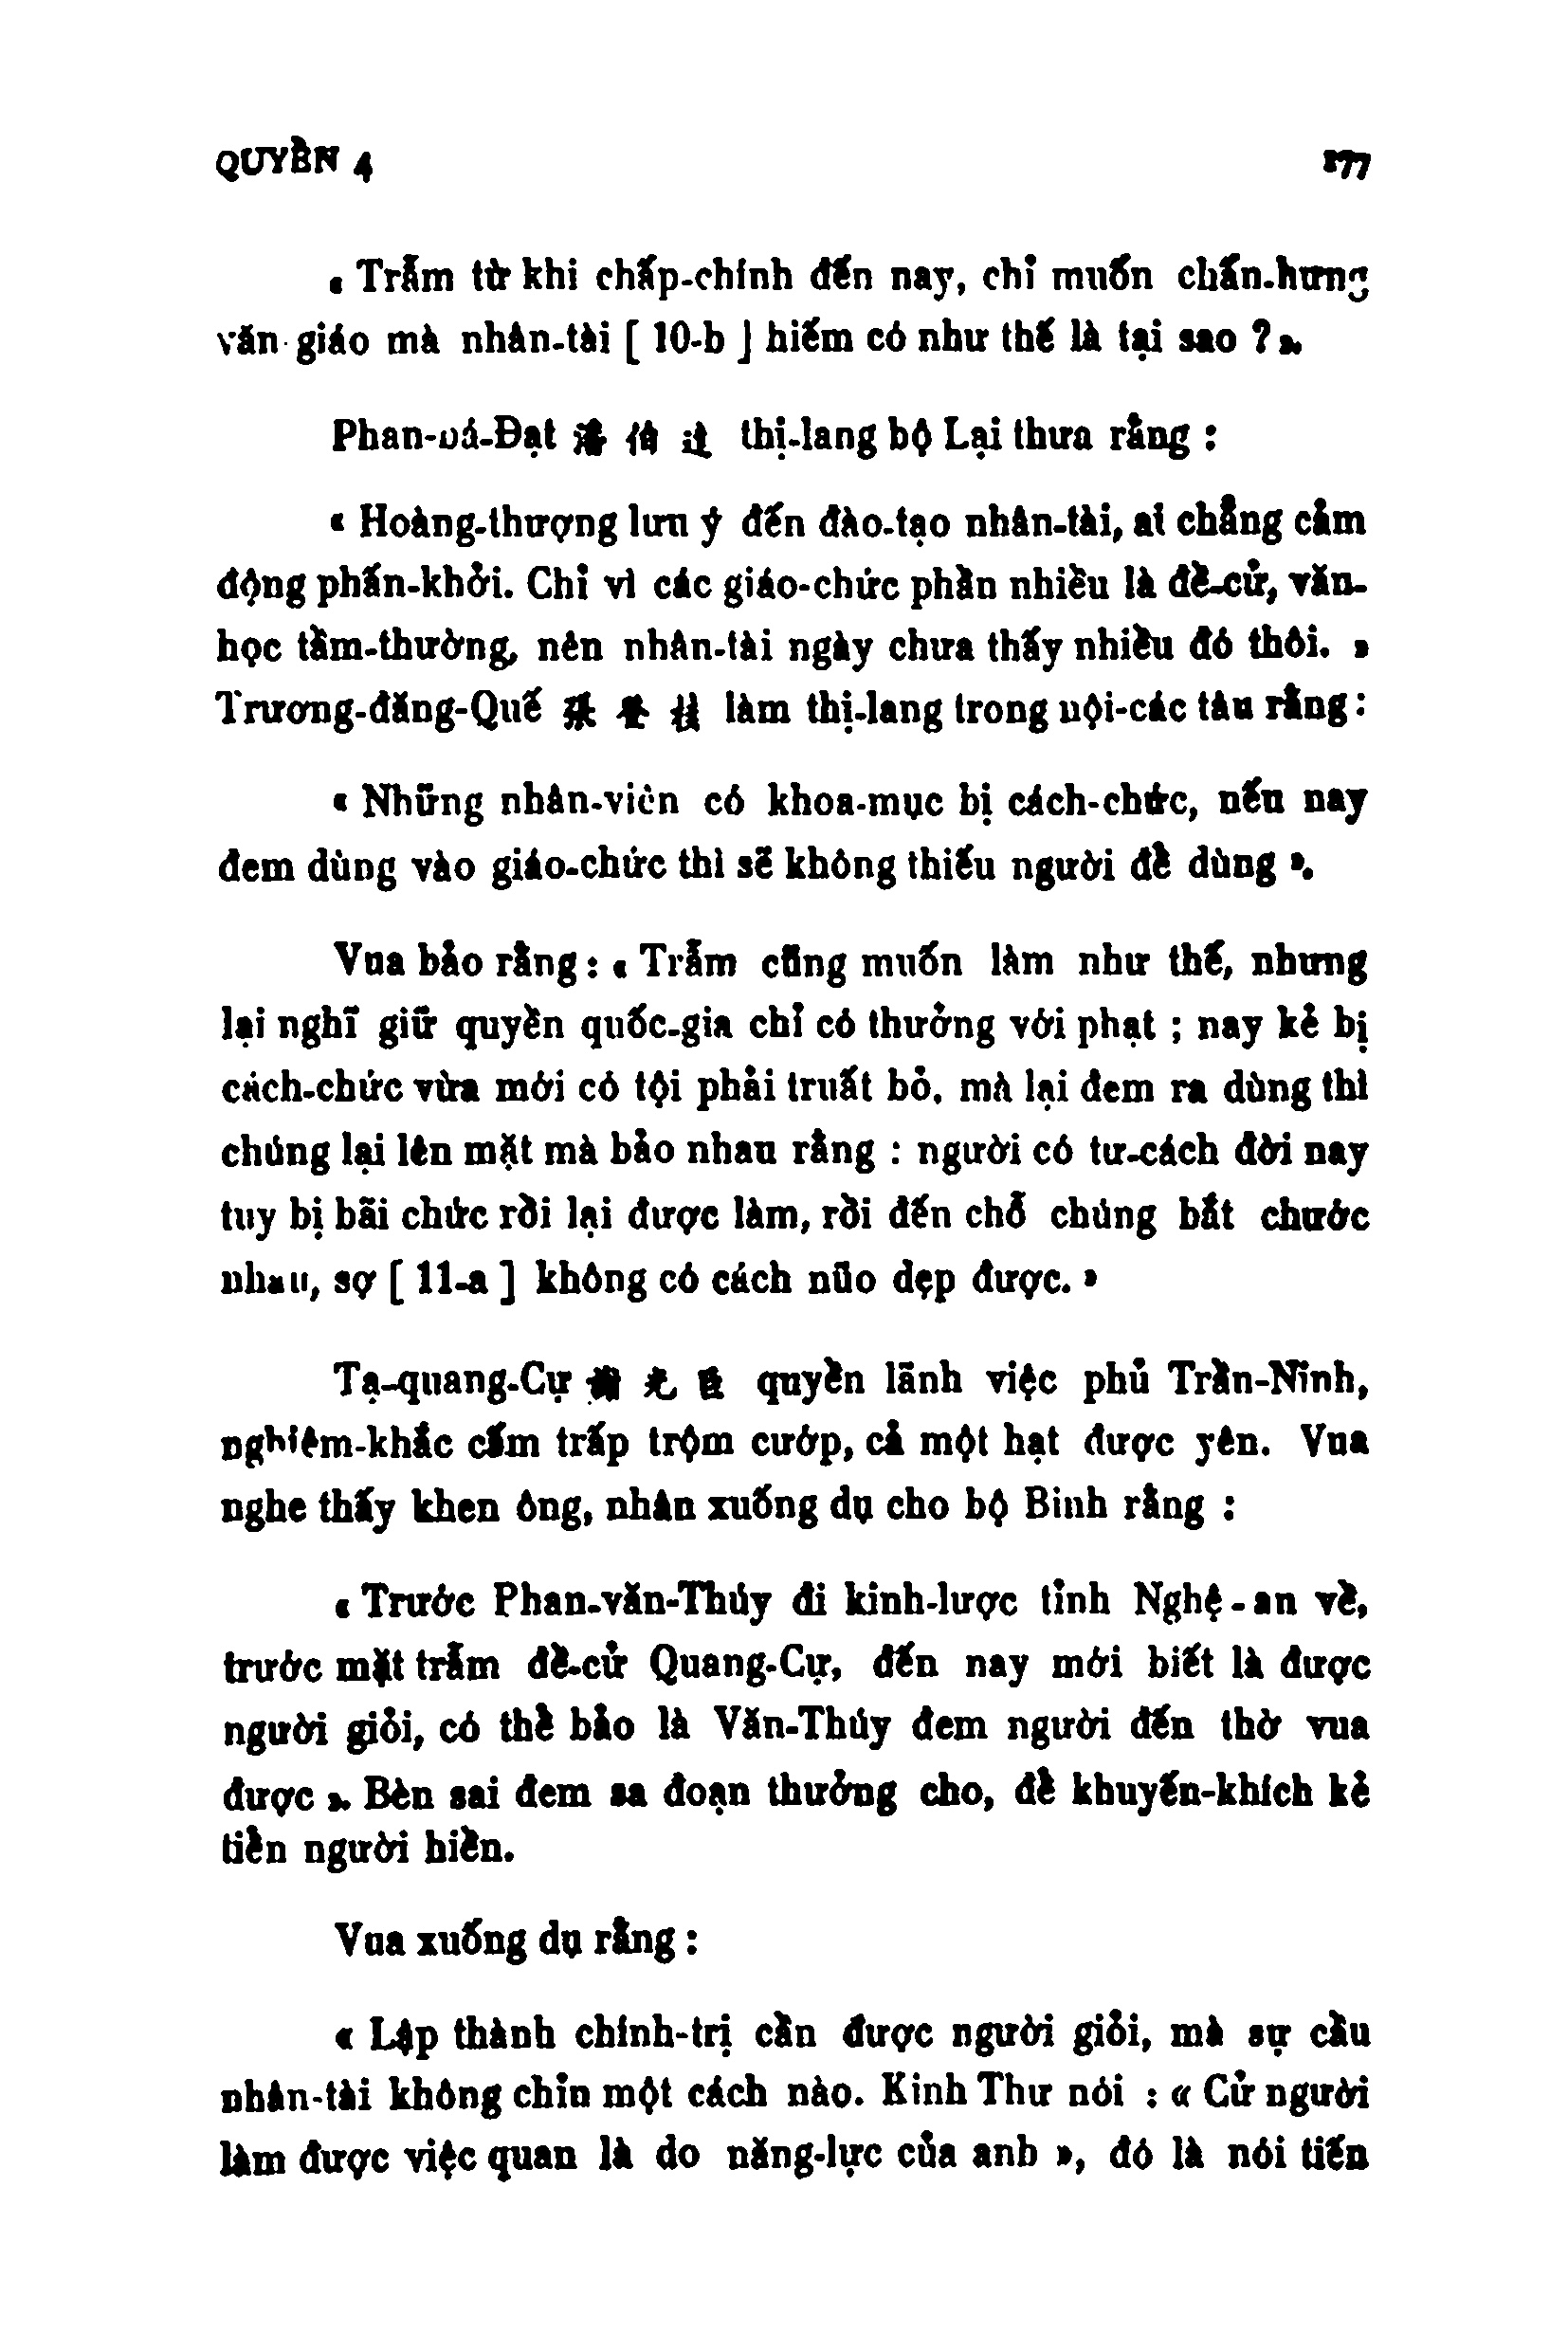 QUYỂN 4 177
« Trẫm từ khi chấp-chính đến nay, chỉ muốn chấn-hưng
văn-giáo mà nhân-tài [ 10-b ] hiếm có như thế là tại sao ? ».
Phan-bá-Đạt 潘 伯 达 thị-lang bộ Lại thưa rằng :
« Hoàng-thượng lưu ý đến đào-tạo nhân-tài, ai chẳng cảm
động phấn-khởi. Chỉ vì các giáo-chức phần nhiều là đề-cử, văn-
học tầm-thường, nên nhân-tài ngày chưa thấy nhiều đó thôi. »
Trương-đăng-Quế 張 登 桂 làm thị-lang trong nội-các tâu rằng :
« Những nhân-viên có khoa-mục bị cách-chức, nếu nay
đem dùng vào giáo-chức thì sẽ không thiếu người để dùng ».
Vua bảo rằng : « Trẫm cũng muốn làm như thế, nhưng
lại nghĩ giữ quyền quốc-gia chỉ có thưởng với phạt ; nay kẻ bị
cách-chức vừa mới có tội phải truất bỏ, mà lại đem ra dùng thì
chúng lại lên mặt mà bảo nhau rằng : người có tư-cách đời nay
tuy bị bãi chức rồi lại được làm, rồi đến chỗ chúng bắt chước
nhau, sợ [ 11-a ] không có cách nào dẹp được. »
Tạ-quang-Cự 謝 光 巨 quyền lãnh việc phủ Trấn-Ninh,
nghiêm-khắc cấm trấp trộm cướp, cả một hạt được yên. Vua
nghe thấy khen ông, nhân xuống dụ cho bộ Binh rằng :
« Trước Phan-văn-Thúy đi kinh-lược tỉnh Nghệ-an về,
trước mặt trẫm đề-cử Quang-Cự, đến nay mới biết là được
người giỏi, có thể bảo là Văn-Thúy đem người đến thờ vua
được ». Bèn sai đem sa đoạn thưởng cho, để khuyến-khích kẻ
tiến người hiền.
Vua xuống dụ rằng :
« Lập thành chính-trị cần được người giỏi, mà sự cầu
nhân-tài không chỉn một cách nào. Kinh Thư nói : « Cử người
làm được việc quan là do năng-lực của anh », đó là nói tiến